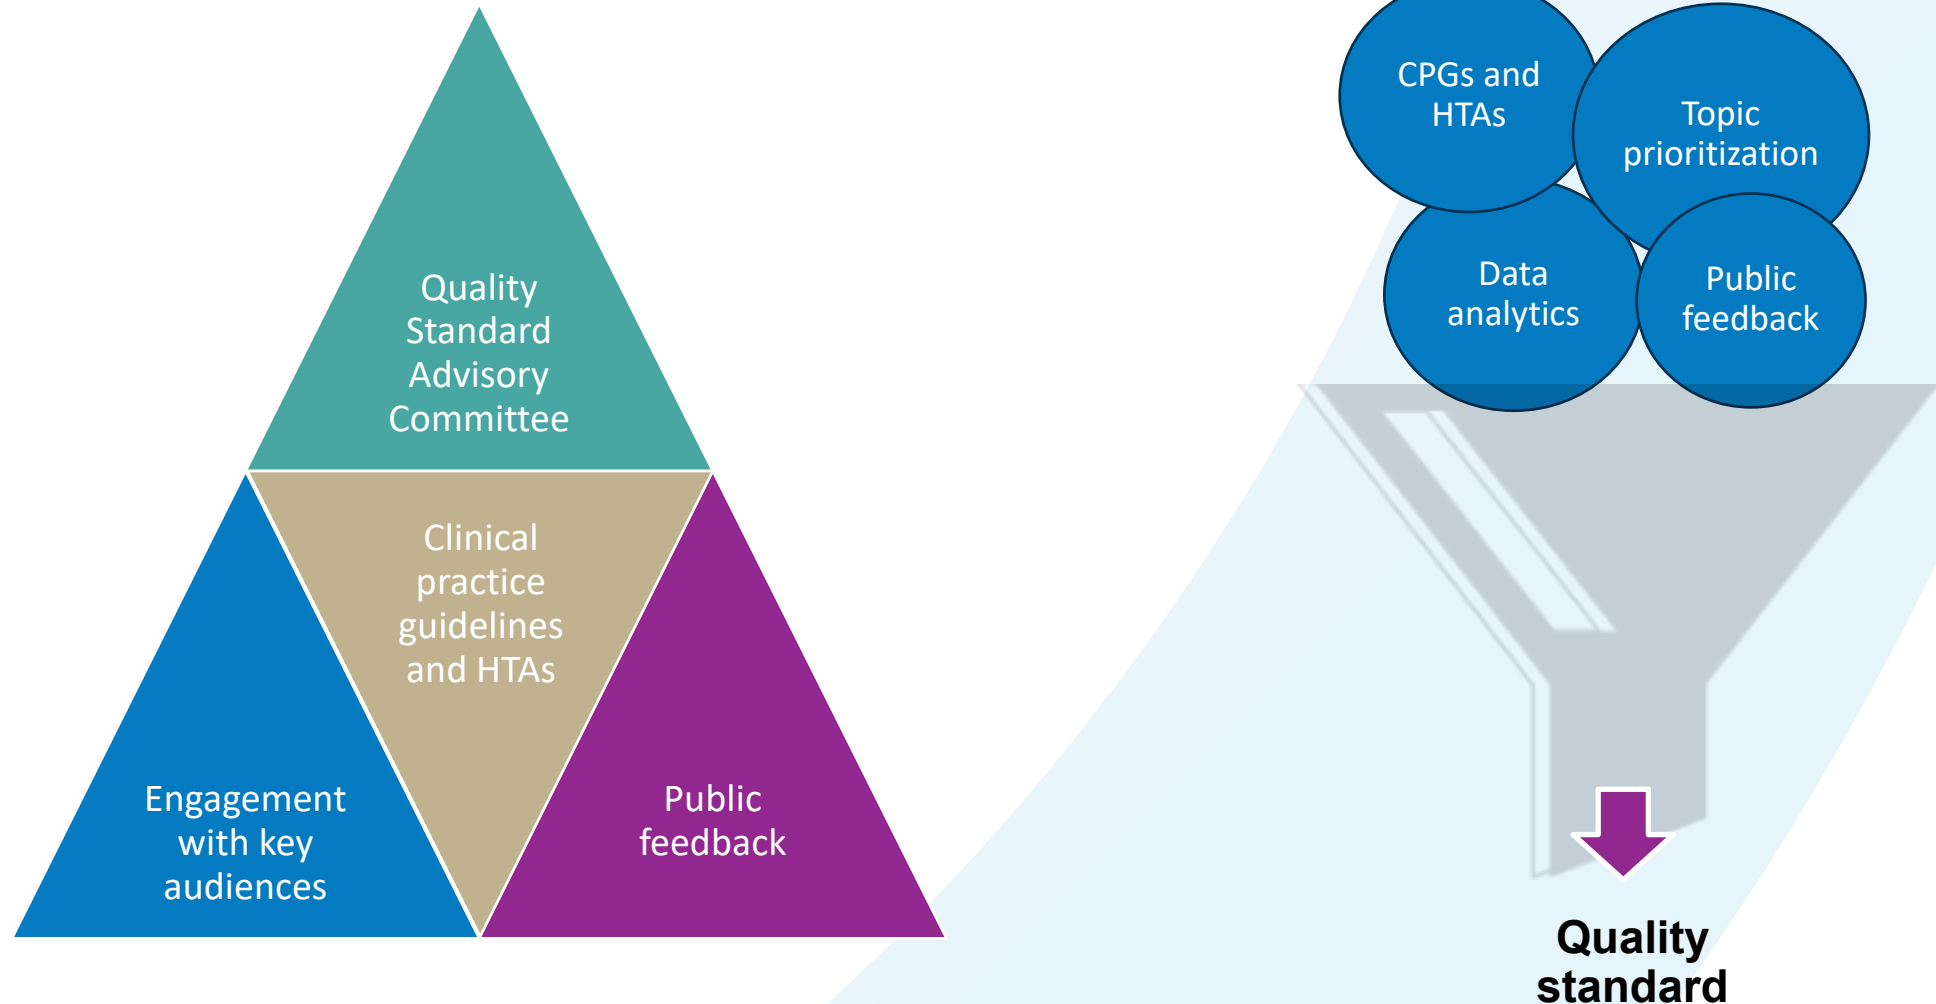 Quality
Standard
Advisory
Committee
Clinical
practice
guidelines
and HTAs
Engagement
with key
audiences
Public
feedback
CPGs and
HTAs
Topic
prioritization
Data
analytics
Public
feedback
Quality
standard